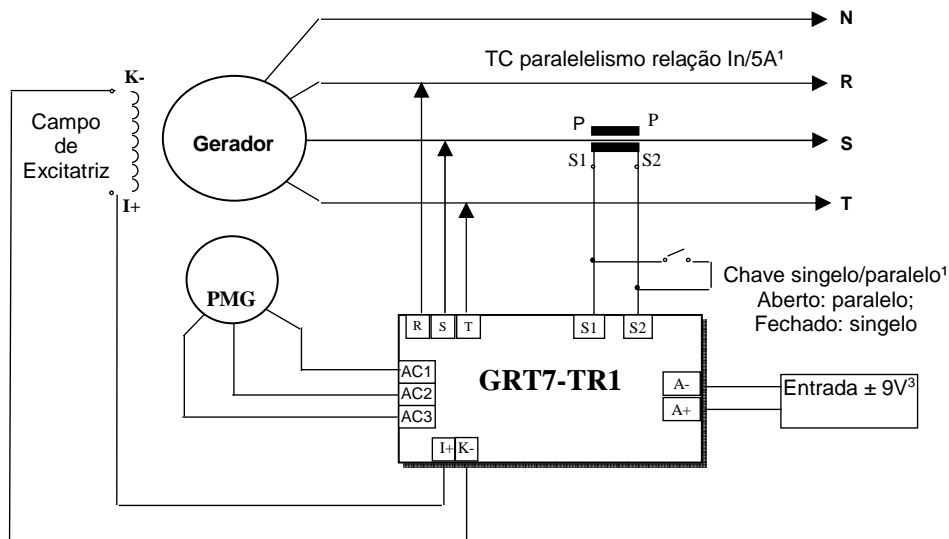 N
TC paralelelismo relação In/5A¹
R
K-
Campo
de
Excitatriz
I+
Gerador
P
P
S
S1
S2
T
PMG
Chave singelo/paralelo¹
Aberto: paralelo;
Fechado: singelo
R
S
T
S1
S2
GRT7-TR1
AC1
AC2
AC3
A-
A+
Entrada ± 9V³
I+
K-